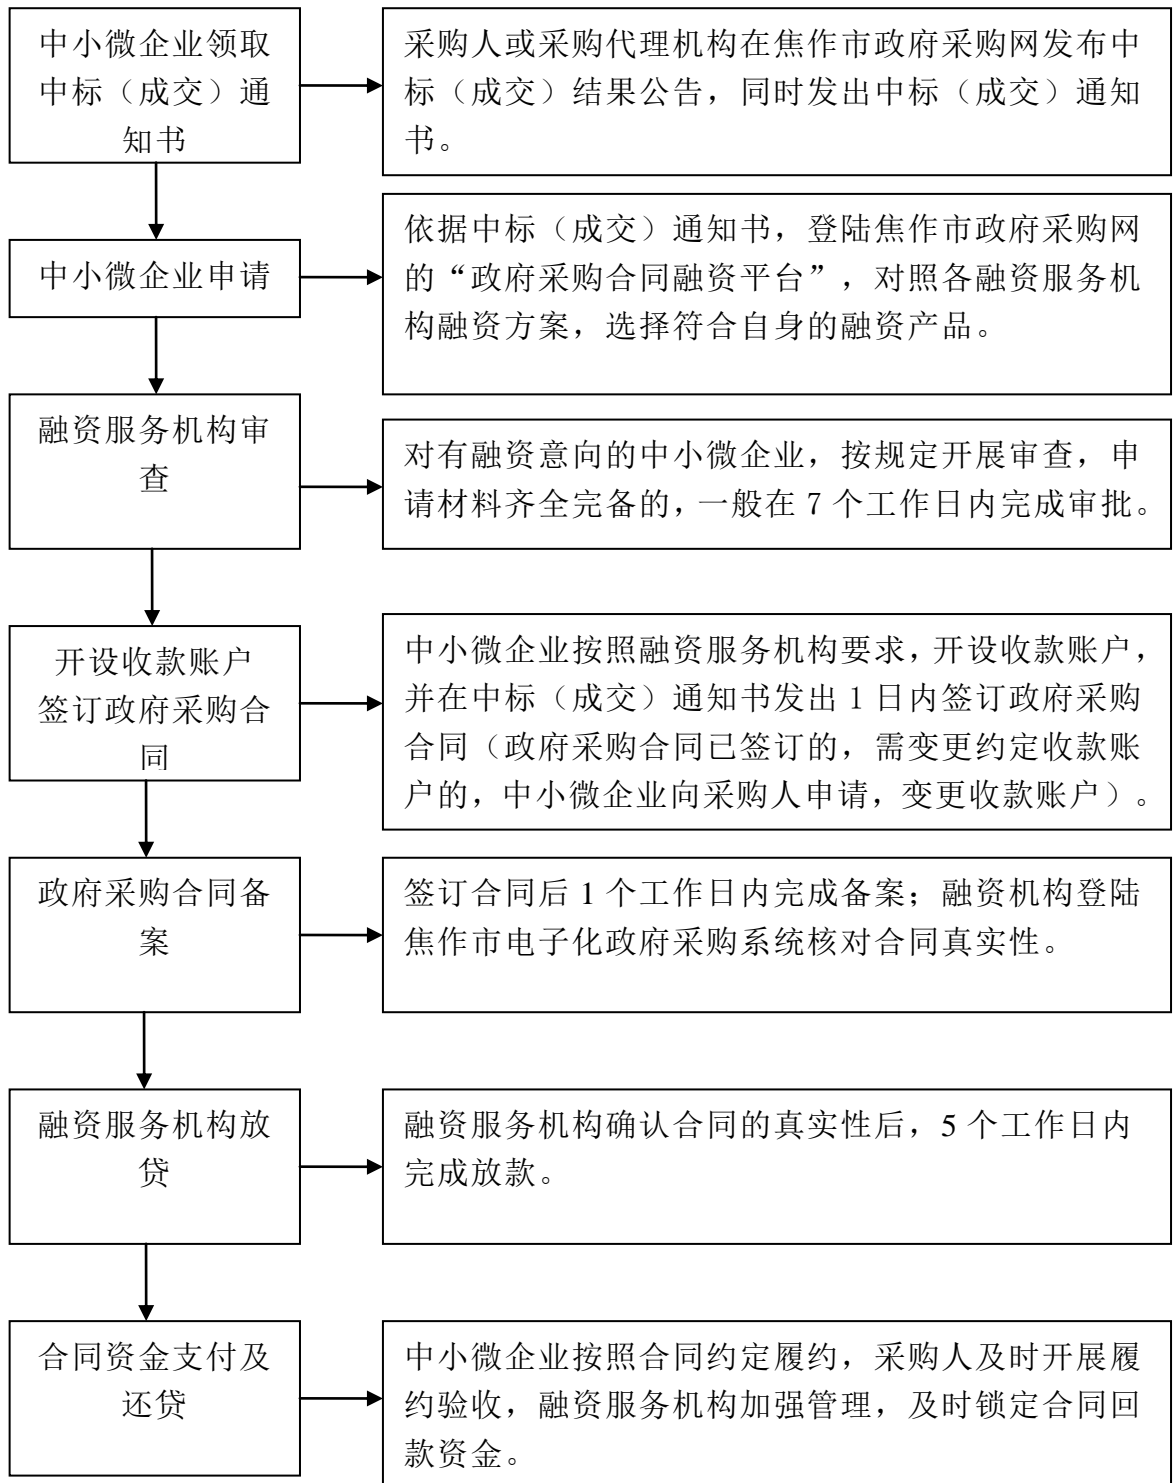 中小微企业领取
中标（成交）通
知书
采购人或采购代理机构在焦作市政府采购网发布中
标（成交）结果公告，同时发出中标（成交）通知
书。
中小微企业申请
依据中标（成交）通知书，登陆焦作市政府采购网
的“政府采购合同融资平台”，对照各融资服务机
构融资方案，选择符合自身的融资产品。
融资服务机构审
查
对有融资意向的中小微企业，按规定开展审查，申
请材料齐全完备的，一般在 7 个工作日内完成审批。
开设收款账户
签订政府采购合
同
中小微企业按照融资服务机构要求，开设收款账户，
并在中标（成交）通知书发出 1 日内签订政府采购
合同（政府采购合同已签订的，需变更约定收款账
户的，中小微企业向采购人申请，变更收款账户）。
政府采购合同备
案
签订合同后 1 个工作日内完成备案；融资机构登陆
焦作市电子化政府采购系统核对合同真实性。
融资服务机构放
贷
融资服务机构确认合同的真实性后，5 个工作日内
完成放款。
合同资金支付及
还贷
中小微企业按照合同约定履约，采购人及时开展履
约验收，融资服务机构加强管理，及时锁定合同回
款资金。